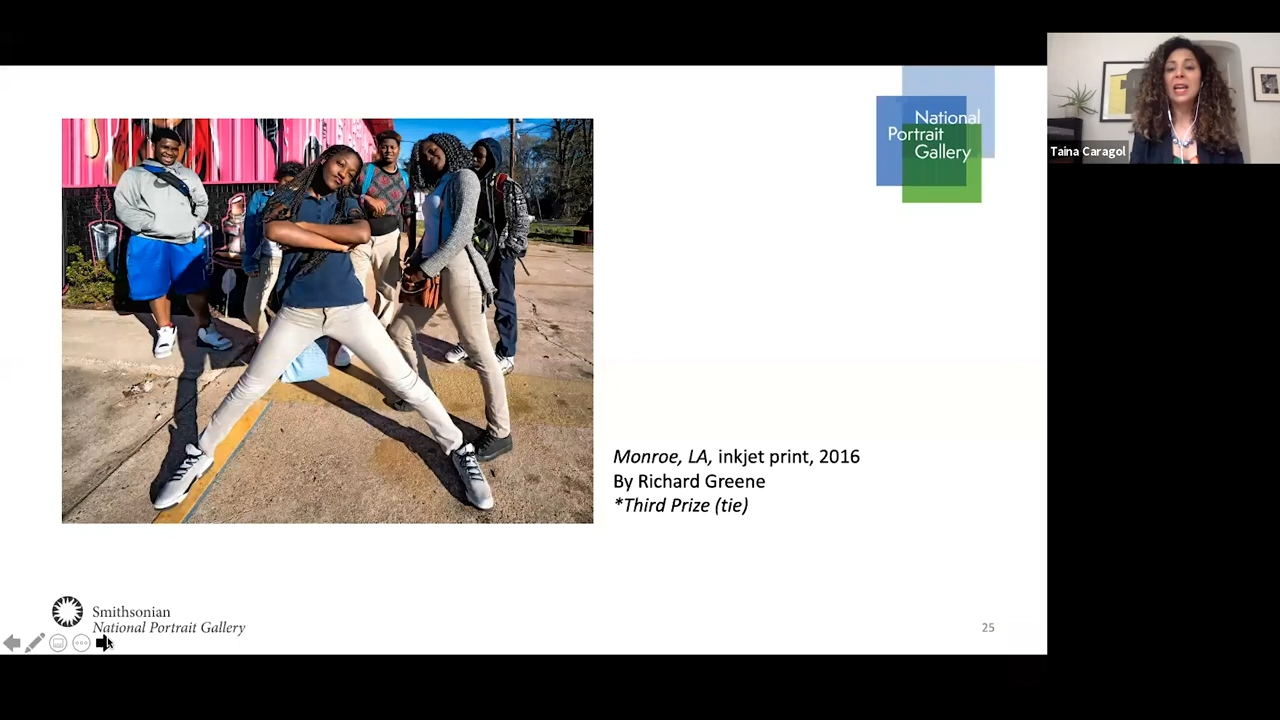 National
Portrait
Gallery
Taina Caragol
Monroe, LA, inkjet print, 2016
By Richard Greene
*Third Prize (tie)
Smithsonian
National Portrait Gallery
25